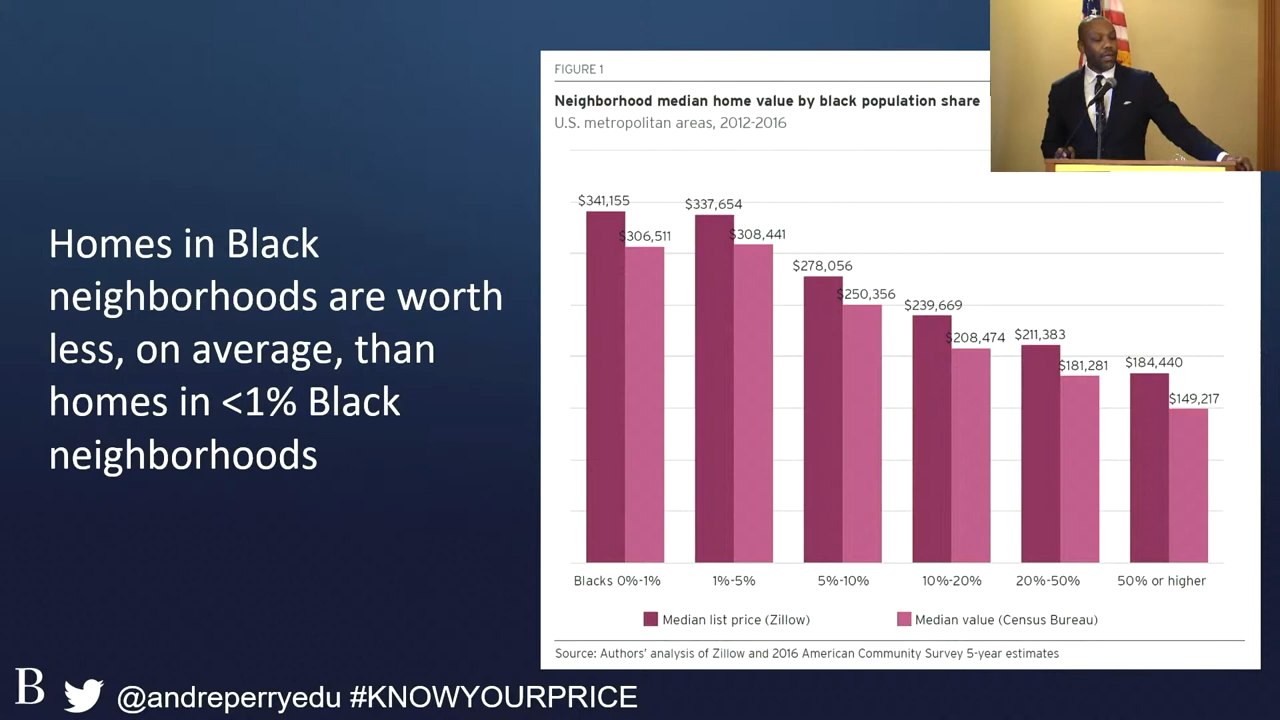 Homes in Black
neighborhoods are worth
less, on average, than
homes in <1% Black
neighborhoods
FIGURE 1
Neighborhood median home value by black population share
U.S. metropolitan areas, 2012-2016
$341,155
$306,511
$337,654
$308,441
$278,056
$250,356
$239,669
$208,474
$211,383
$181,281
$184,440
$149,217
Blacks 0%-1% 1%-5% 5%-10% 10%-20% 20%-50% 50% or higher
Median list price (Zillow) Median value (Census Bureau)
Source: Authors’ analysis of Zillow and 2016 American Community Survey 5-year estimates
B @andreperryedu #KNOWYOURPRICE